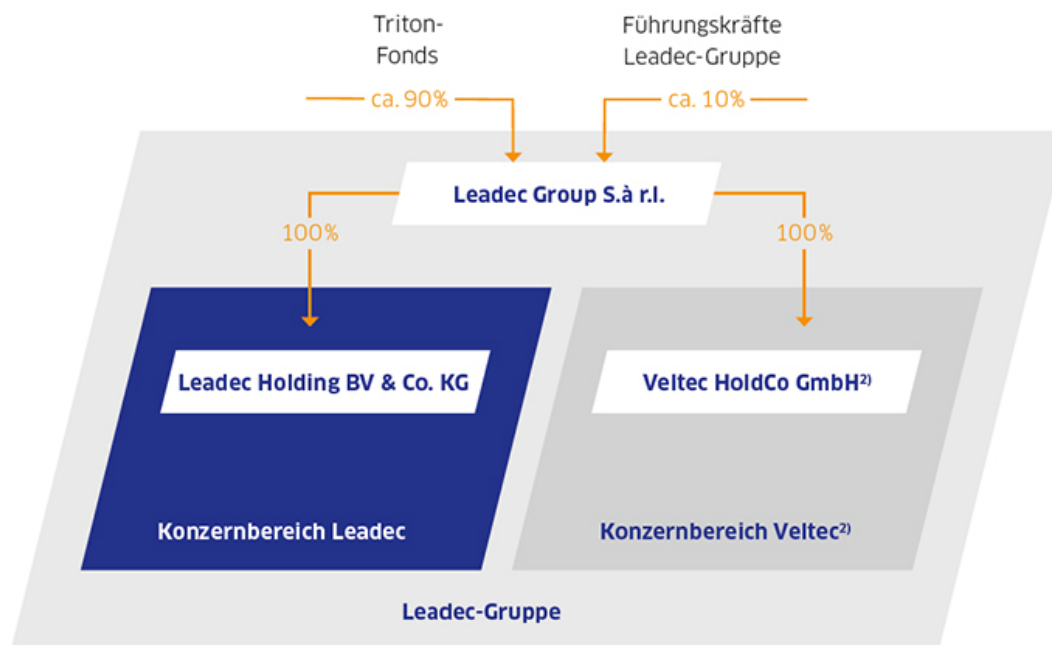 Triton-
Fonds
Führungskräfte
Leadec-Gruppe
ca. 90%
ca. 10%
Leadec Group S.à r.l.
100%
100%
Leadec Holding BV & Co. KG
Veltec HoldCo GmbH²⁾
Konzernbereich Leadec
Konzernbereich Veltec²⁾
Leadec-Gruppe